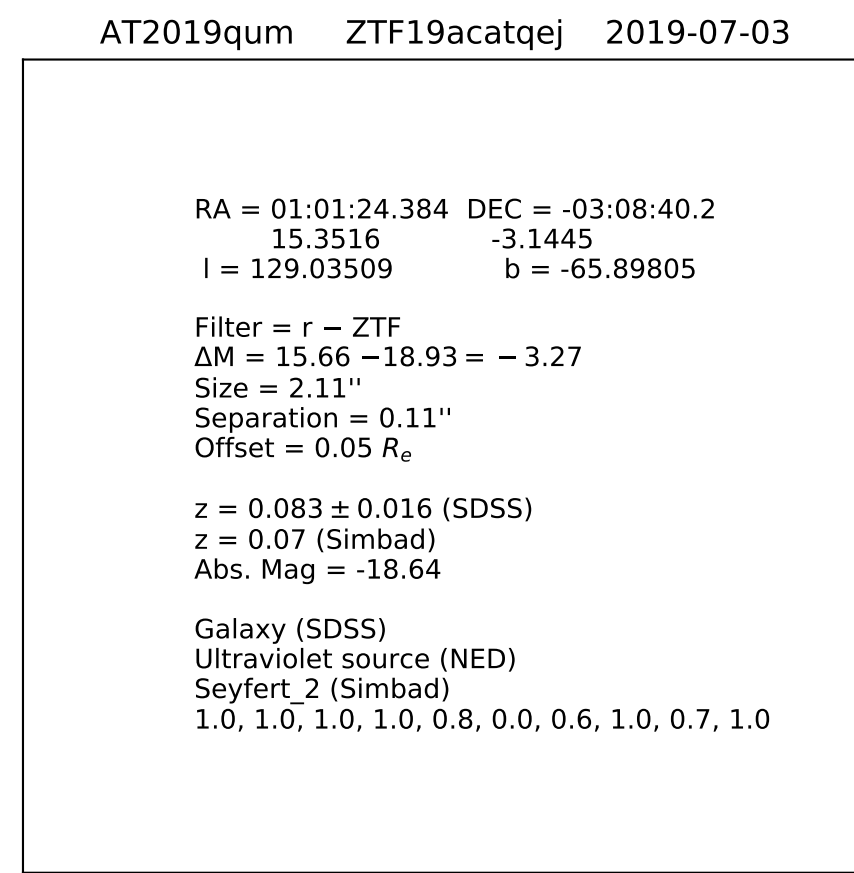 AT2019qum ZTF19acatqej 2019-07-03
RA = 01:01:24.384 DEC = -03:08:40.2
15.3516 -3.1445
l = 129.03509 b = -65.89805
Filter = r − ZTF
ΔM = 15.66 −18.93 = − 3.27
Size = 2.11''
Separation = 0.11''
Offset = 0.05 Rₑ
z = 0.083 ± 0.016 (SDSS)
z = 0.07 (Simbad)
Abs. Mag = -18.64
Galaxy (SDSS)
Ultraviolet source (NED)
Seyfert_2 (Simbad)
1.0, 1.0, 1.0, 1.0, 0.8, 0.0, 0.6, 1.0, 0.7, 1.0